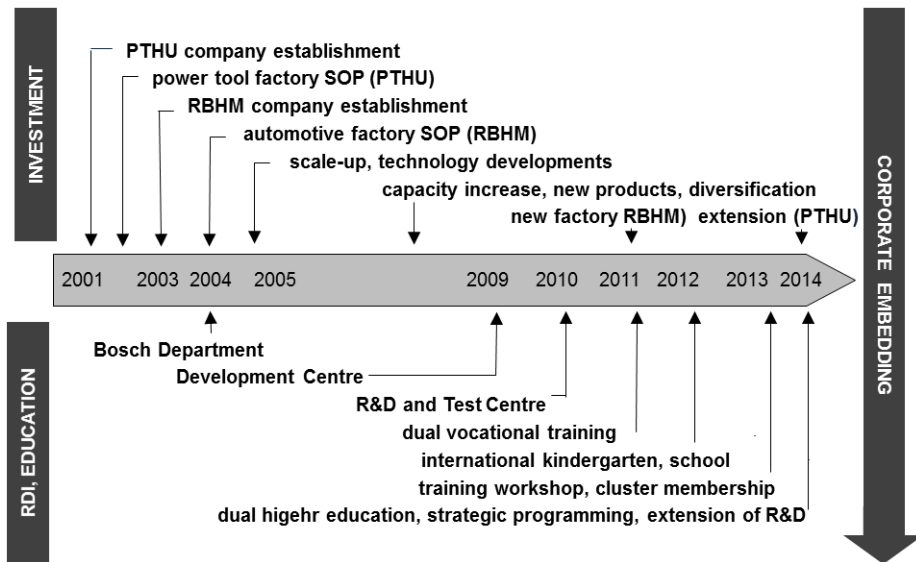 INVESTMENT
PTHU company establishment
power tool factory SOP (PTHU)
RBHM company establishment
automotive factory SOP (RBHM)
scale-up, technology developments
capacity increase, new products, diversification
new factory RBHM) extension (PTHU)
2001 2003 2004 2005 2009 2010 2011 2012 2013 2014
CORPORATE EMBEDDING
RDI, EDUCATION
Bosch Department
Development Centre
R&D and Test Centre
dual vocational training
international kindergarten, school
training workshop, cluster membership
dual higehr education, strategic programming, extension of R&D